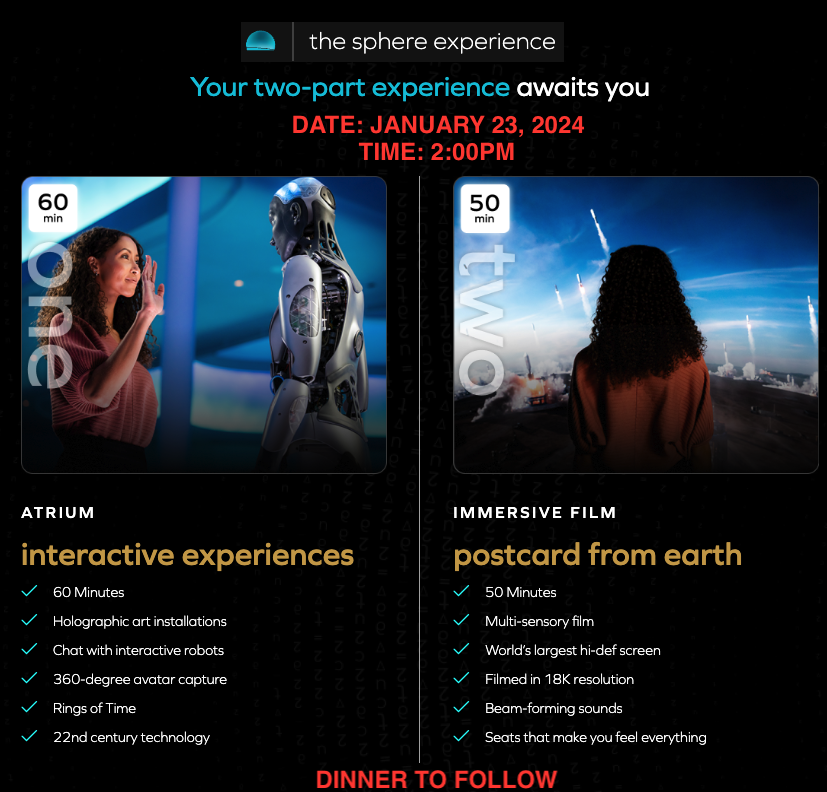 the sphere experience
Your two-part experience awaits you
DATE: JANUARY 23, 2024
TIME: 2:00PM
60
min
one
ATRIUM
interactive experiences
60 Minutes
Holographic art installations
Chat with interactive robots
360-degree avatar capture
Rings of Time
22nd century technology
50
min
two
IMMERSIVE FILM
postcard from earth
50 Minutes
Multi-sensory film
World's largest hi-def screen
Filmed in 18K resolution
Beam-forming sounds
Seats that make you feel everything
DINNER TO FOLLOW